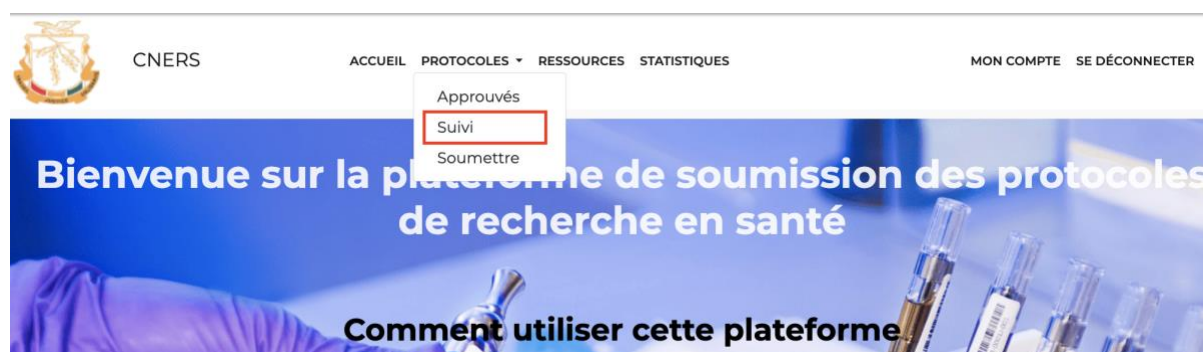 CNERS
ACCUEIL PROTOCOLES RESSOURCES STATISTIQUES MON COMPTE SE DÉCONNECTER
Approuvés
Suivi
Soumettre
Bienvenue sur la plateforme de soumission des protocoles
de recherche en santé
Comment utiliser cette plateforme